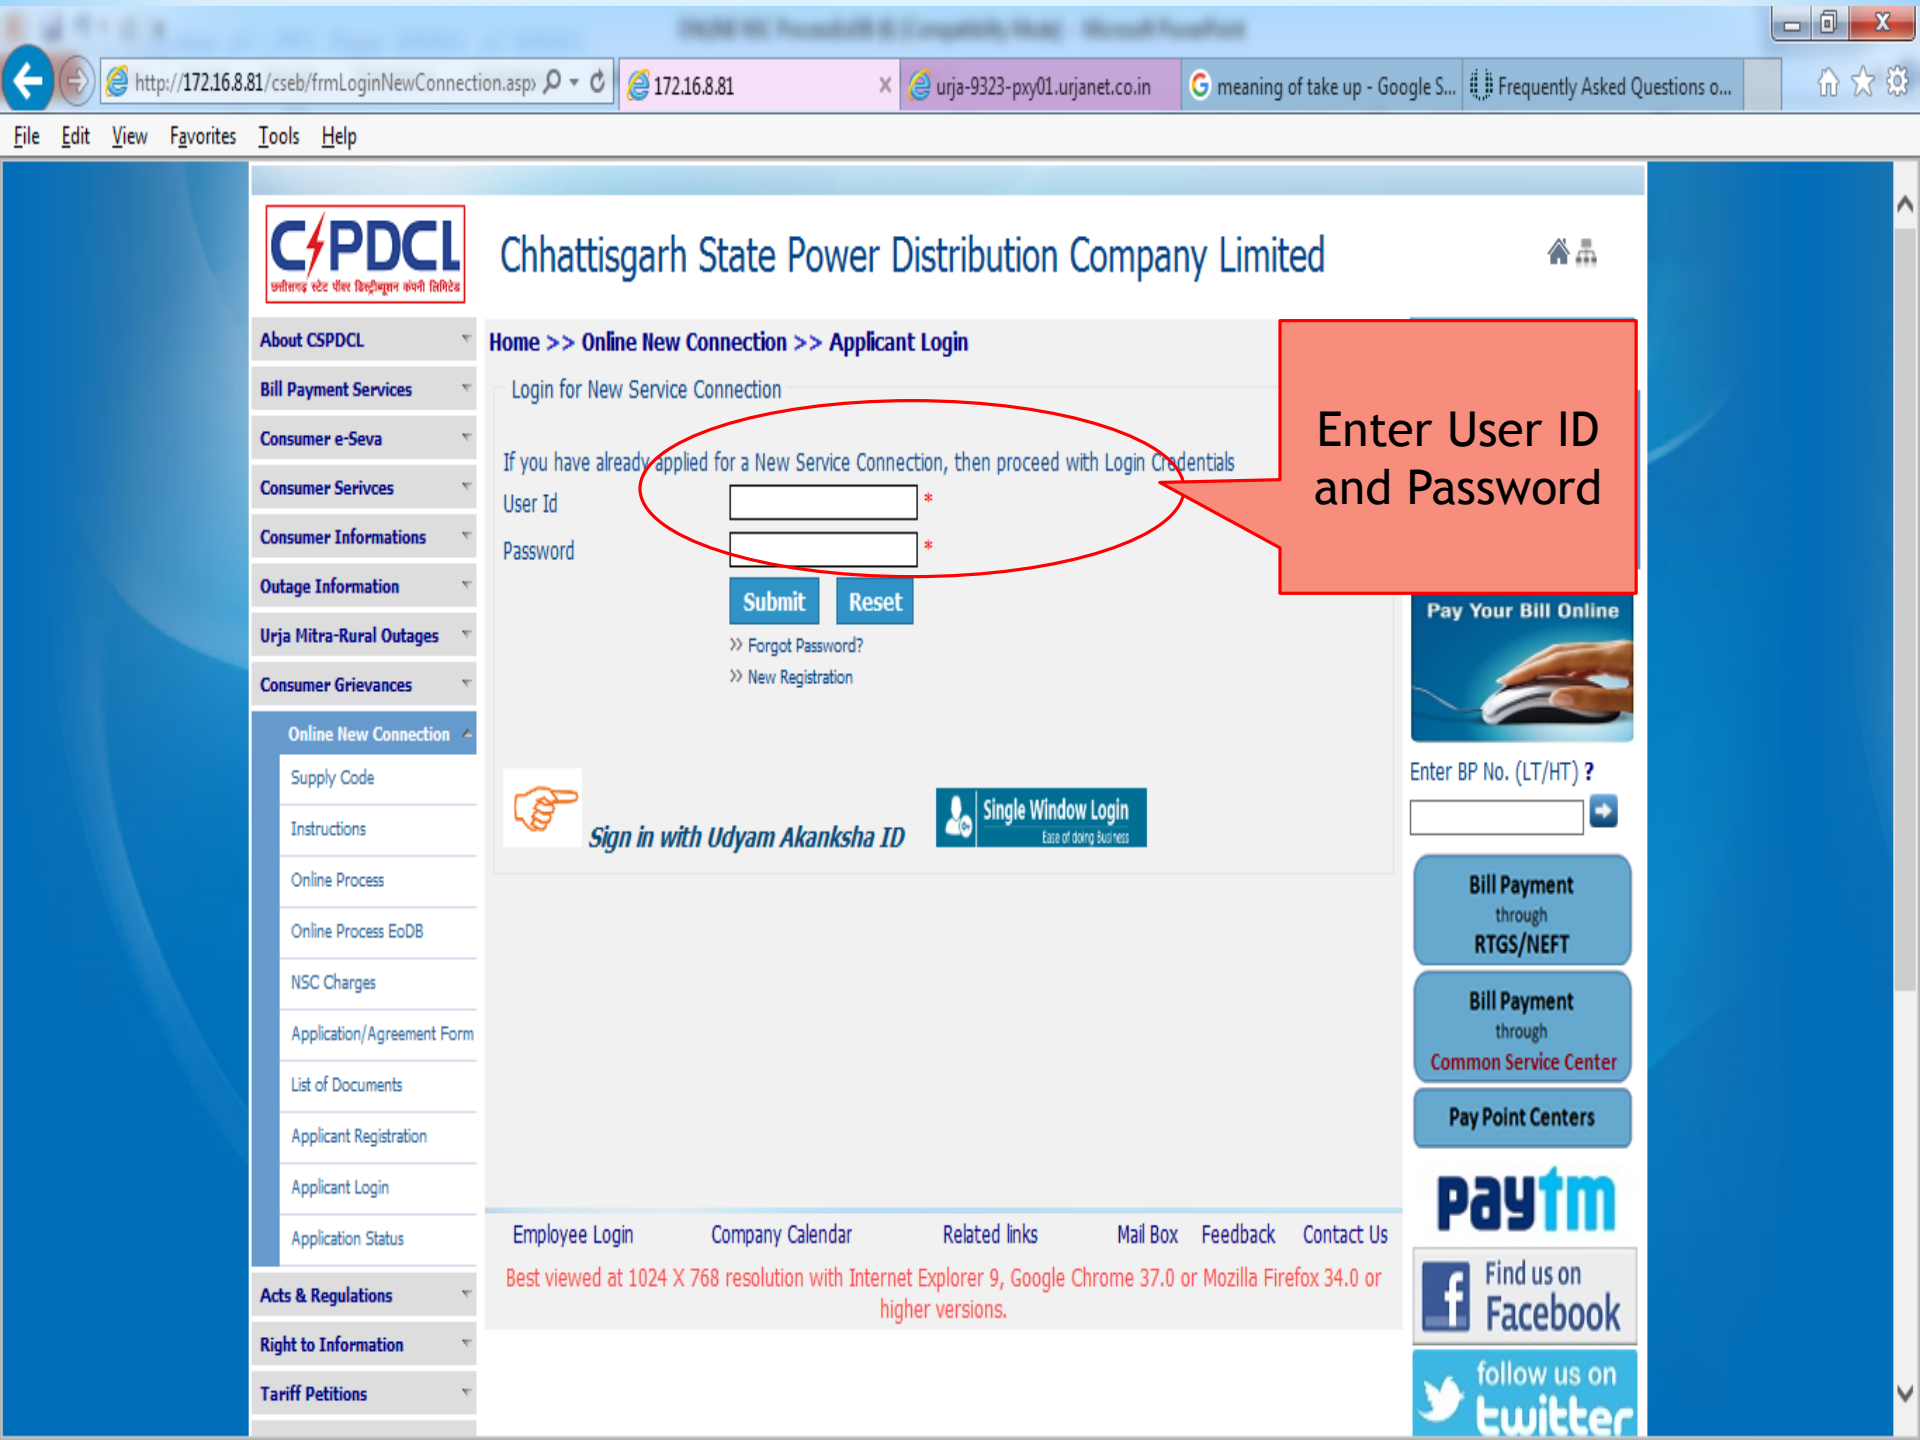 http://172.16.8.81/cseb/frmLoginNewConnection.aspx
172.16.8.81
urja-9323-pxy01.urjanet.co.in
meaning of take up - Google S...
Frequently Asked Questions o...
File Edit View Favorites Tools Help
CSPDCL
छत्तीसगढ़ स्टेट पॉवर डिस्ट्रीब्यूशन कंपनी लिमिटेड
Chhattisgarh State Power Distribution Company Limited
About CSPDCL
Bill Payment Services
Consumer e-Seva
Consumer Serivces
Consumer Informations
Outage Information
Urja Mitra-Rural Outages
Consumer Grievances
Online New Connection
Supply Code
Instructions
Online Process
Online Process EoDB
NSC Charges
Application/Agreement Form
List of Documents
Applicant Registration
Applicant Login
Application Status
Acts & Regulations
Right to Information
Tariff Petitions
Home >> Online New Connection >> Applicant Login
Login for New Service Connection
If you have already applied for a New Service Connection, then proceed with Login Credentials
User Id *
Password *
Submit Reset
>> Forgot Password?
>> New Registration
Sign in with Udyam Akanksha ID
Single Window Login
Ease of doing Business
Enter User ID
and Password
Pay Your Bill Online
Enter BP No. (LT/HT) ?
Bill Payment
through
RTGS/NEFT
Bill Payment
through
Common Service Center
Pay Point Centers
paytm
Find us on
Facebook
follow us on
twitter
Employee Login Company Calendar Related links Mail Box Feedback Contact Us
Best viewed at 1024 X 768 resolution with Internet Explorer 9, Google Chrome 37.0 or Mozilla Firefox 34.0 or
higher versions.